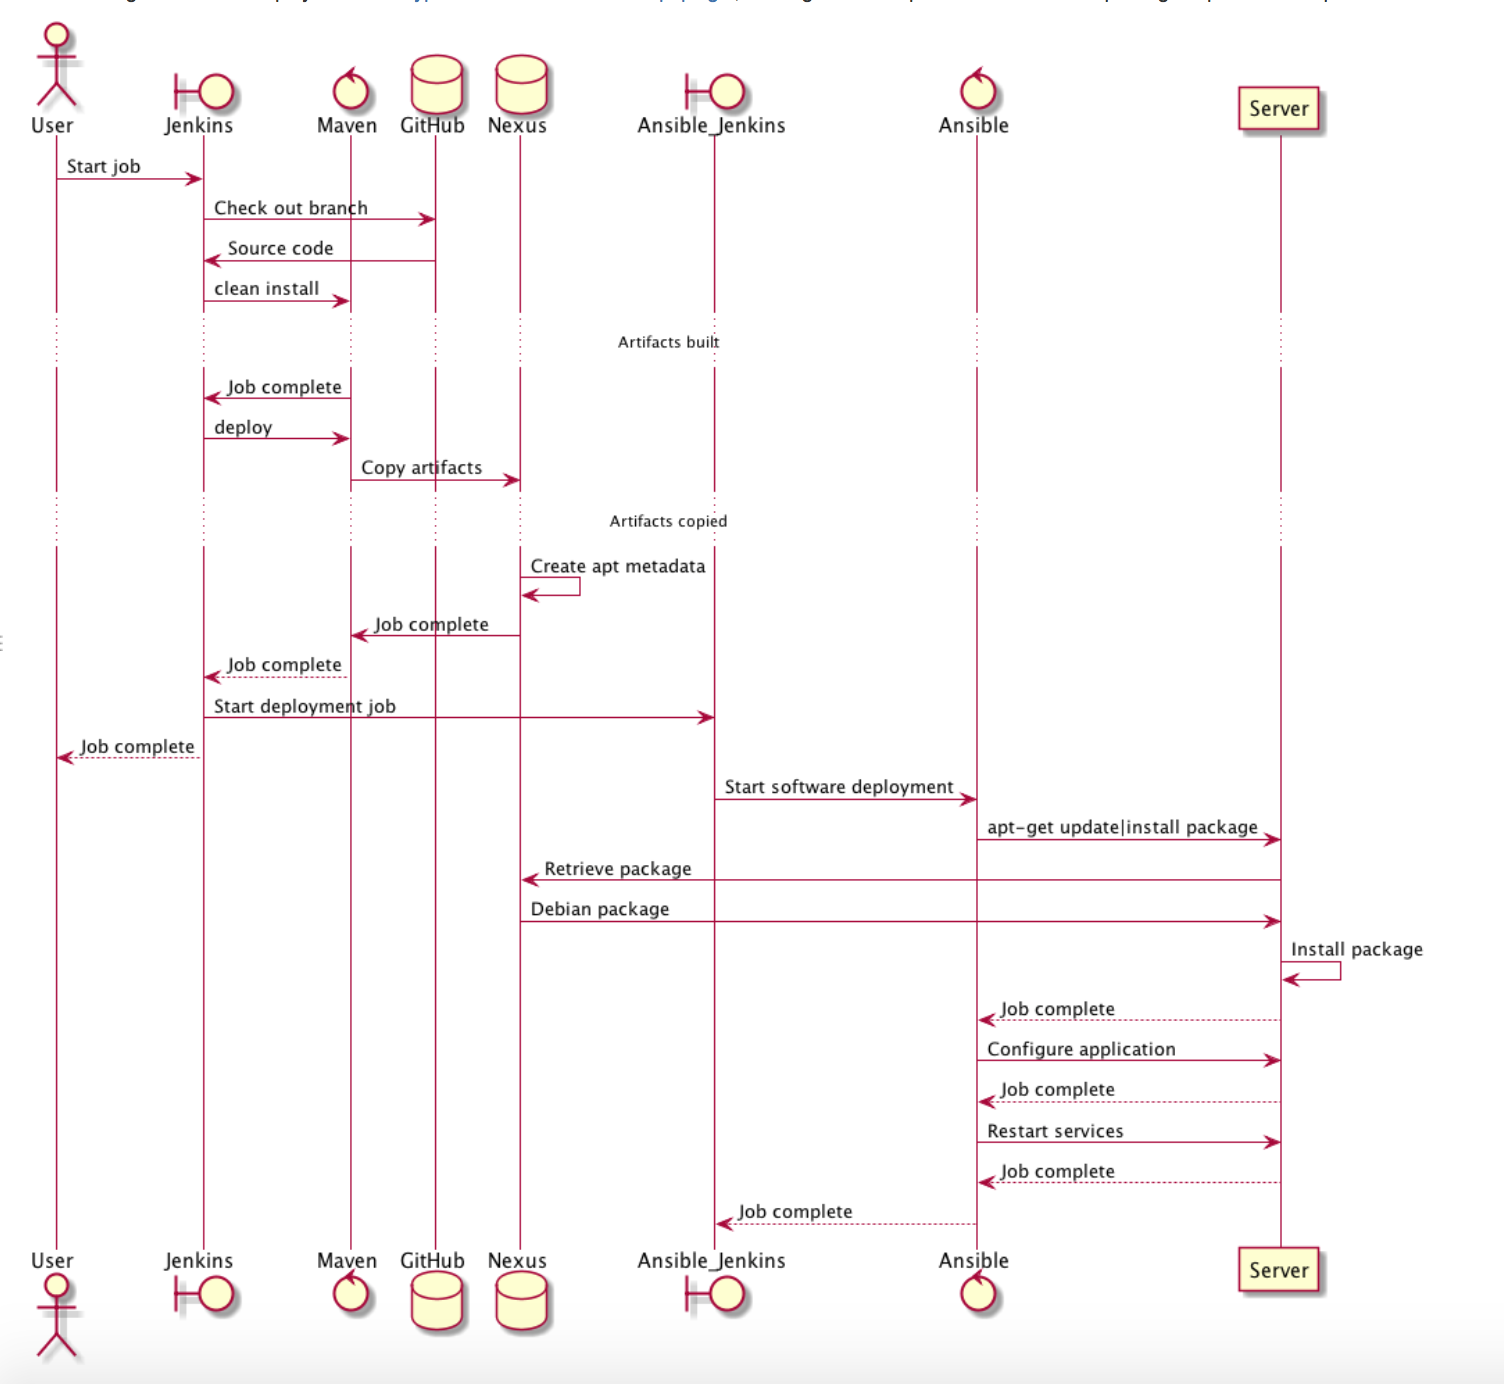 User Jenkins Maven GitHub Nexus Ansible_Jenkins Ansible Server
Start job
Check out branch
Source code
clean install
Artifacts built
Job complete
deploy
Copy artifacts
Artifacts copied
Create apt metadata
Job complete
Job complete
Start deployment job
Job complete
Start software deployment
apt-get update|install package
Retrieve package
Debian package
Install package
Job complete
Configure application
Job complete
Restart services
Job complete
Job complete
User Jenkins Maven GitHub Nexus Ansible_Jenkins Ansible Server